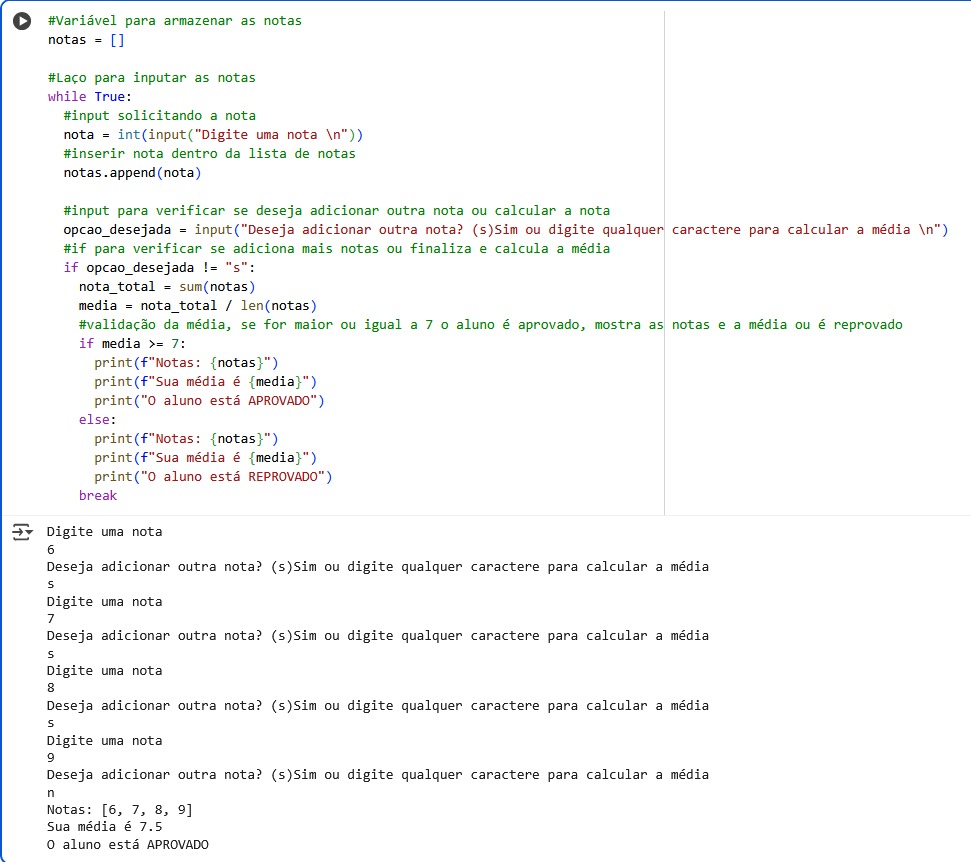 #Variável para armazenar as notas
notas = []

#Laço para inputar as notas
while True:
  #input solicitando a nota
  nota = int(input("Digite uma nota \n"))
  #inserir nota dentro da lista de notas
  notas.append(nota)

  #input para verificar se deseja adicionar outra nota ou calcular a nota
  opcao_desejada = input("Deseja adicionar outra nota? (s)Sim ou digite qualquer caractere para calcular a média \n")
  #if para verificar se adiciona mais notas ou finaliza e calcula a média
  if opcao_desejada != "s":
    nota_total = sum(notas)
    media = nota_total / len(notas)
    #validação da média, se for maior ou igual a 7 o aluno é aprovado, mostra as notas e a média ou é reprovado
    if media >= 7:
      print(f"Notas: {notas}")
      print(f"Sua média é {media}")
      print("O aluno está APROVADO")
    else:
      print(f"Notas: {notas}")
      print(f"Sua média é {media}")
      print("O aluno está REPROVADO")
    break
Digite uma nota
6
Deseja adicionar outra nota? (s)Sim ou digite qualquer caractere para calcular a média
s
Digite uma nota
7
Deseja adicionar outra nota? (s)Sim ou digite qualquer caractere para calcular a média
s
Digite uma nota
8
Deseja adicionar outra nota? (s)Sim ou digite qualquer caractere para calcular a média
s
Digite uma nota
9
Deseja adicionar outra nota? (s)Sim ou digite qualquer caractere para calcular a média
n
Notas: [6, 7, 8, 9]
Sua média é 7.5
O aluno está APROVADO